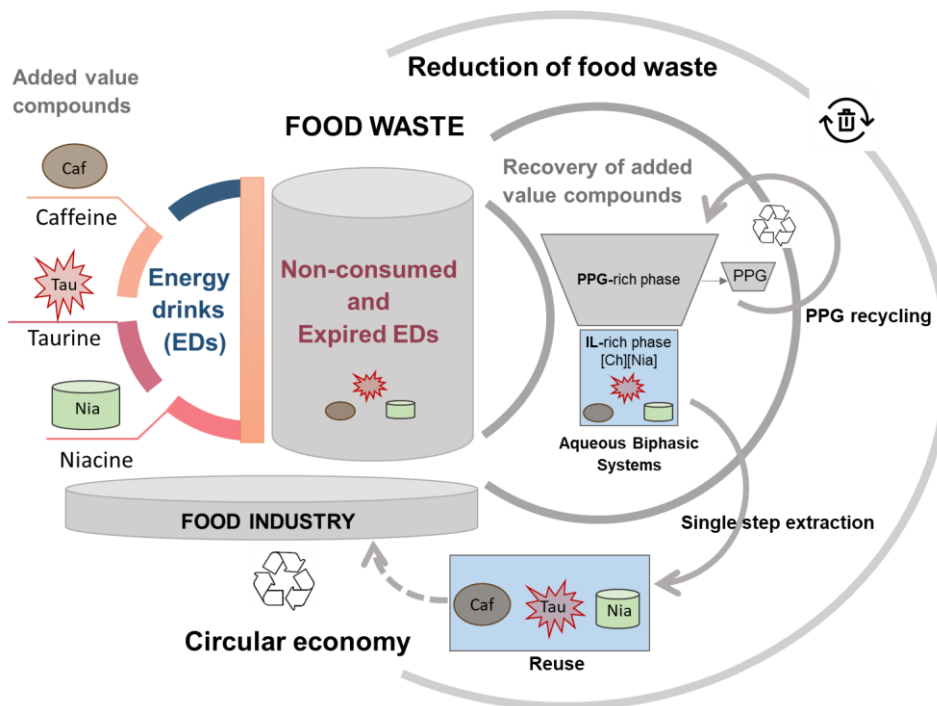 Reduction of food waste
Added value
compounds
FOOD WASTE
Caf
Caffeine
Tau
Taurine
Nia
Niacine
Energy
drinks
(EDs)
Non-consumed
and
Expired EDs
Recovery of added
value compounds
PPG-rich phase
PPG
PPG recycling
IL-rich phase
[Ch][Nia]
Aqueous Biphasic
Systems
Single step extraction
FOOD INDUSTRY
Circular economy
Caf
Tau
Nia
Reuse